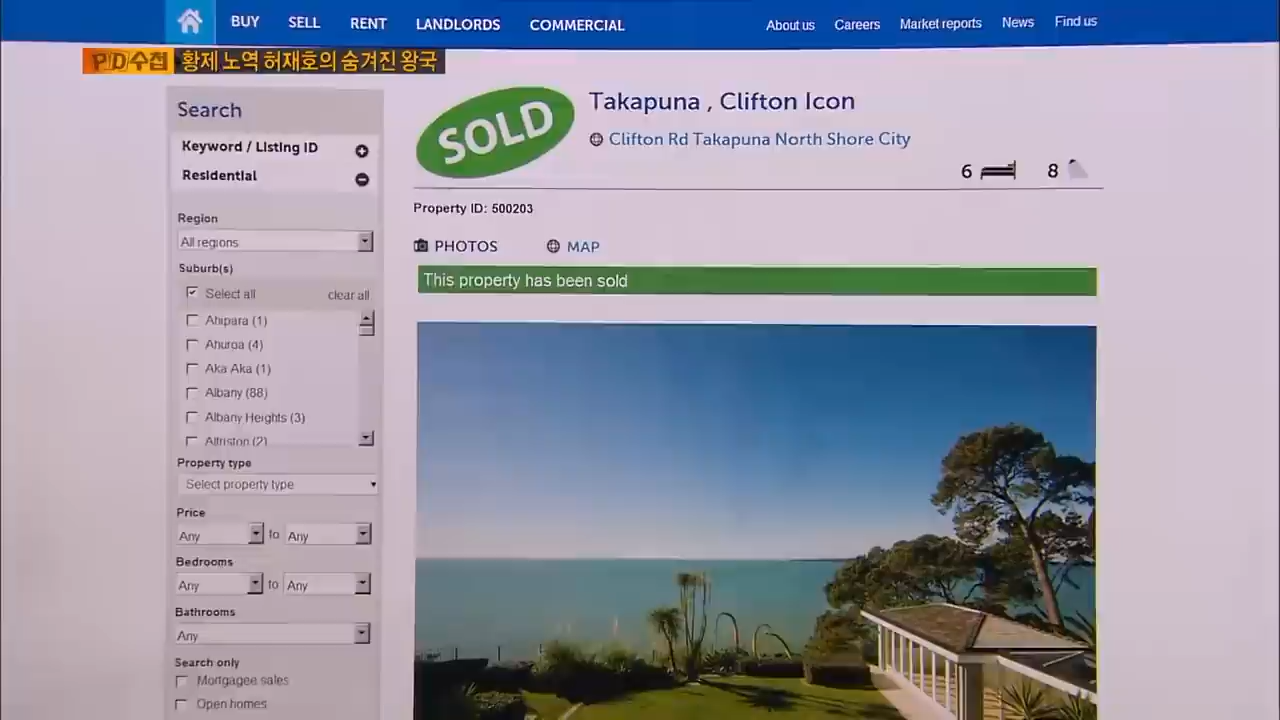 BUY SELL RENT LANDLORDS COMMERCIAL About us Careers Market reports News Find us
PD수첩 황제 노역 허재호의 숨겨진 왕국
Search
Keyword / Listing ID
Residential
Region
All regions
Suburb(s)
Select all clear all
Ahipara (1)
Ahuroa (4)
Aka Aka (1)
Albany (88)
Albany Heights (3)
Alfriston (2)
Property type
Select property type
Price
Any to Any
Bedrooms
Any to Any
Bathrooms
Any
Search only
Mortgagee sales
Open homes
SOLD
Takapuna , Clifton Icon
Clifton Rd Takapuna North Shore City
6 8
Property ID: 500203
PHOTOS MAP
This property has been sold